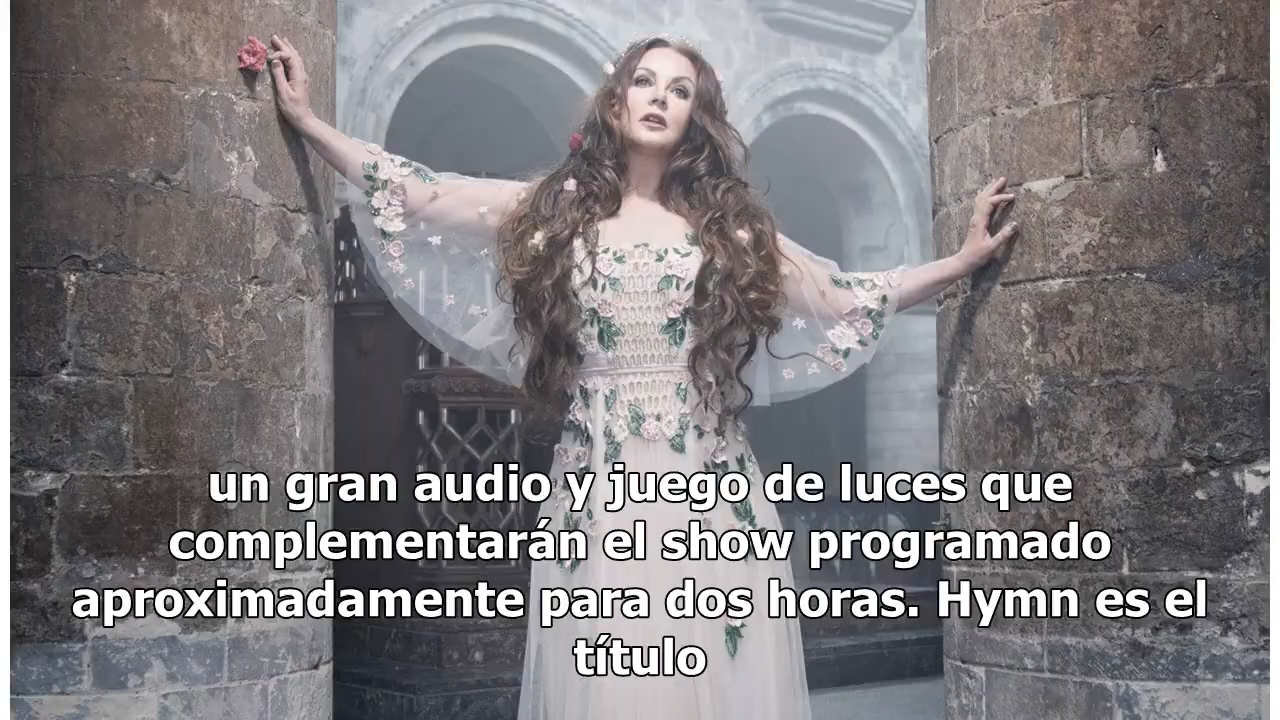 un gran audio y juego de luces que
complementarán el show programado
aproximadamente para dos horas. Hymn es el
título